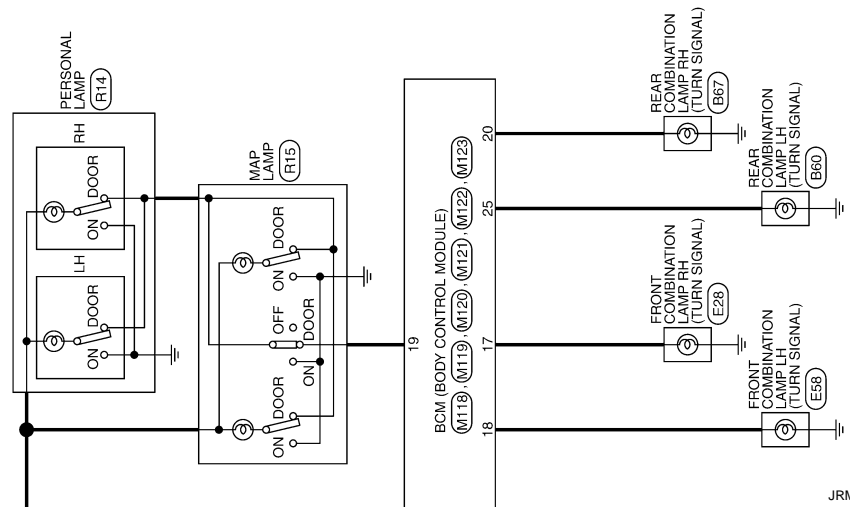 PERSONAL
LAMP
R14
RH
DOOR
ON
LH
DOOR
ON
MAP
LAMP
R15
DOOR
ON
OFF
DOOR
ON
DOOR
ON
19
BCM (BODY CONTROL MODULE)
M118 , M119 , M120 , M121 , M122 , M123
20
25
17
18
REAR
COMBINATION
LAMP RH
(TURN SIGNAL)
B67
REAR
COMBINATION
LAMP LH
(TURN SIGNAL)
B60
FRONT
COMBINATION
LAMP RH
(TURN SIGNAL)
E28
FRONT
COMBINATION
LAMP LH
(TURN SIGNAL)
E58